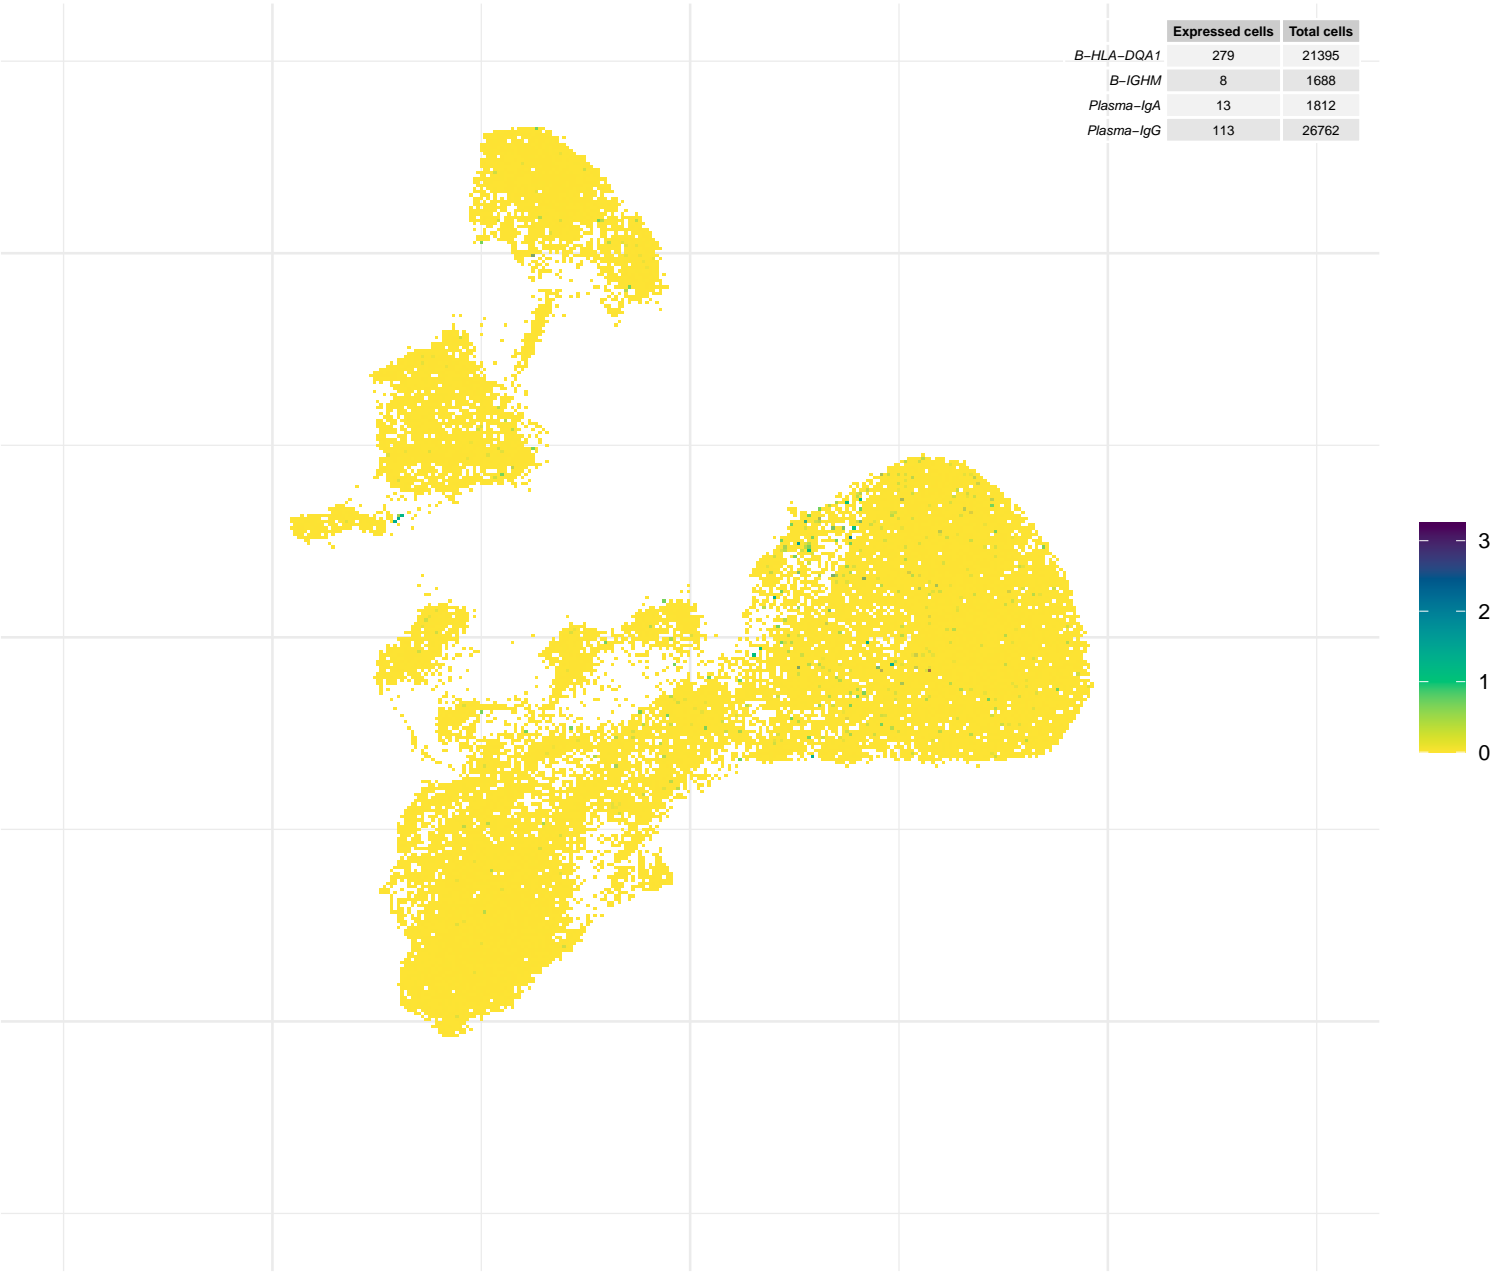 Expressed cells Total cells
B−HLA−DQA1 279 21395
B−IGHM 8 1688
Plasma−IgA 13 1812
Plasma−IgG 113 26762
3
2
1
0